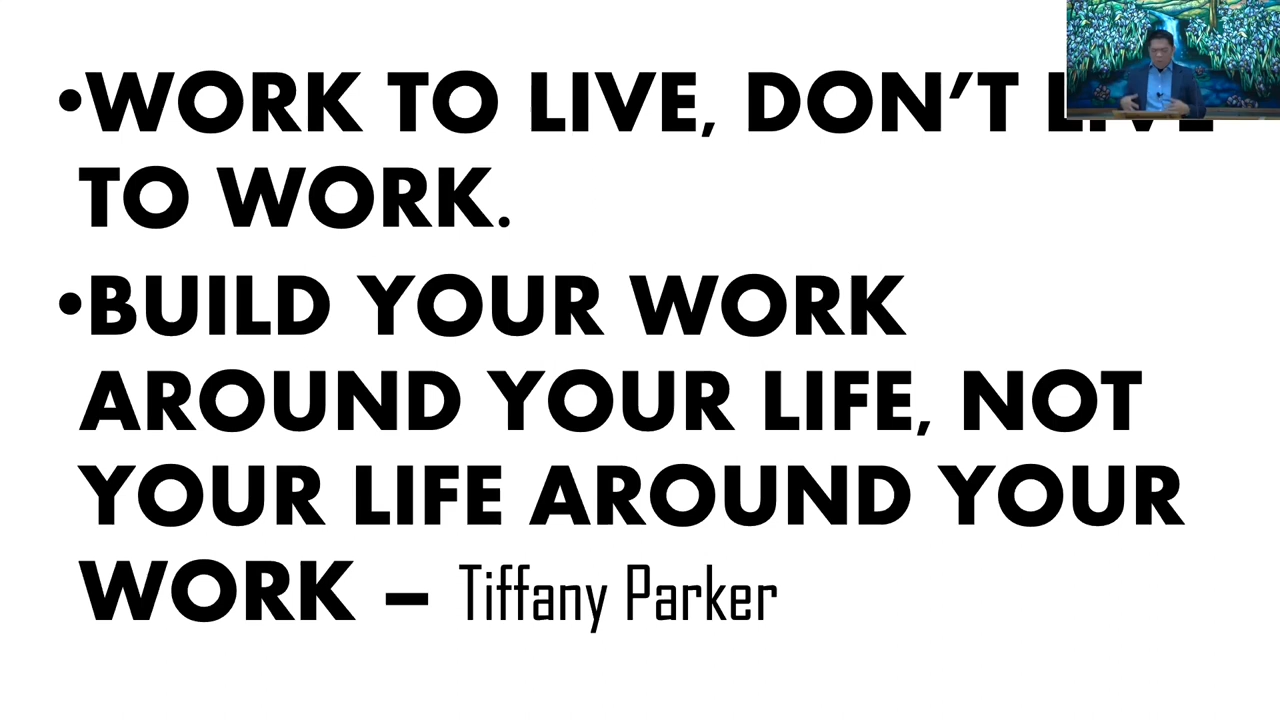 •WORK TO LIVE, DON’T LIVE
TO WORK.
•BUILD YOUR WORK
AROUND YOUR LIFE, NOT
YOUR LIFE AROUND YOUR
WORK – Tiffany Parker